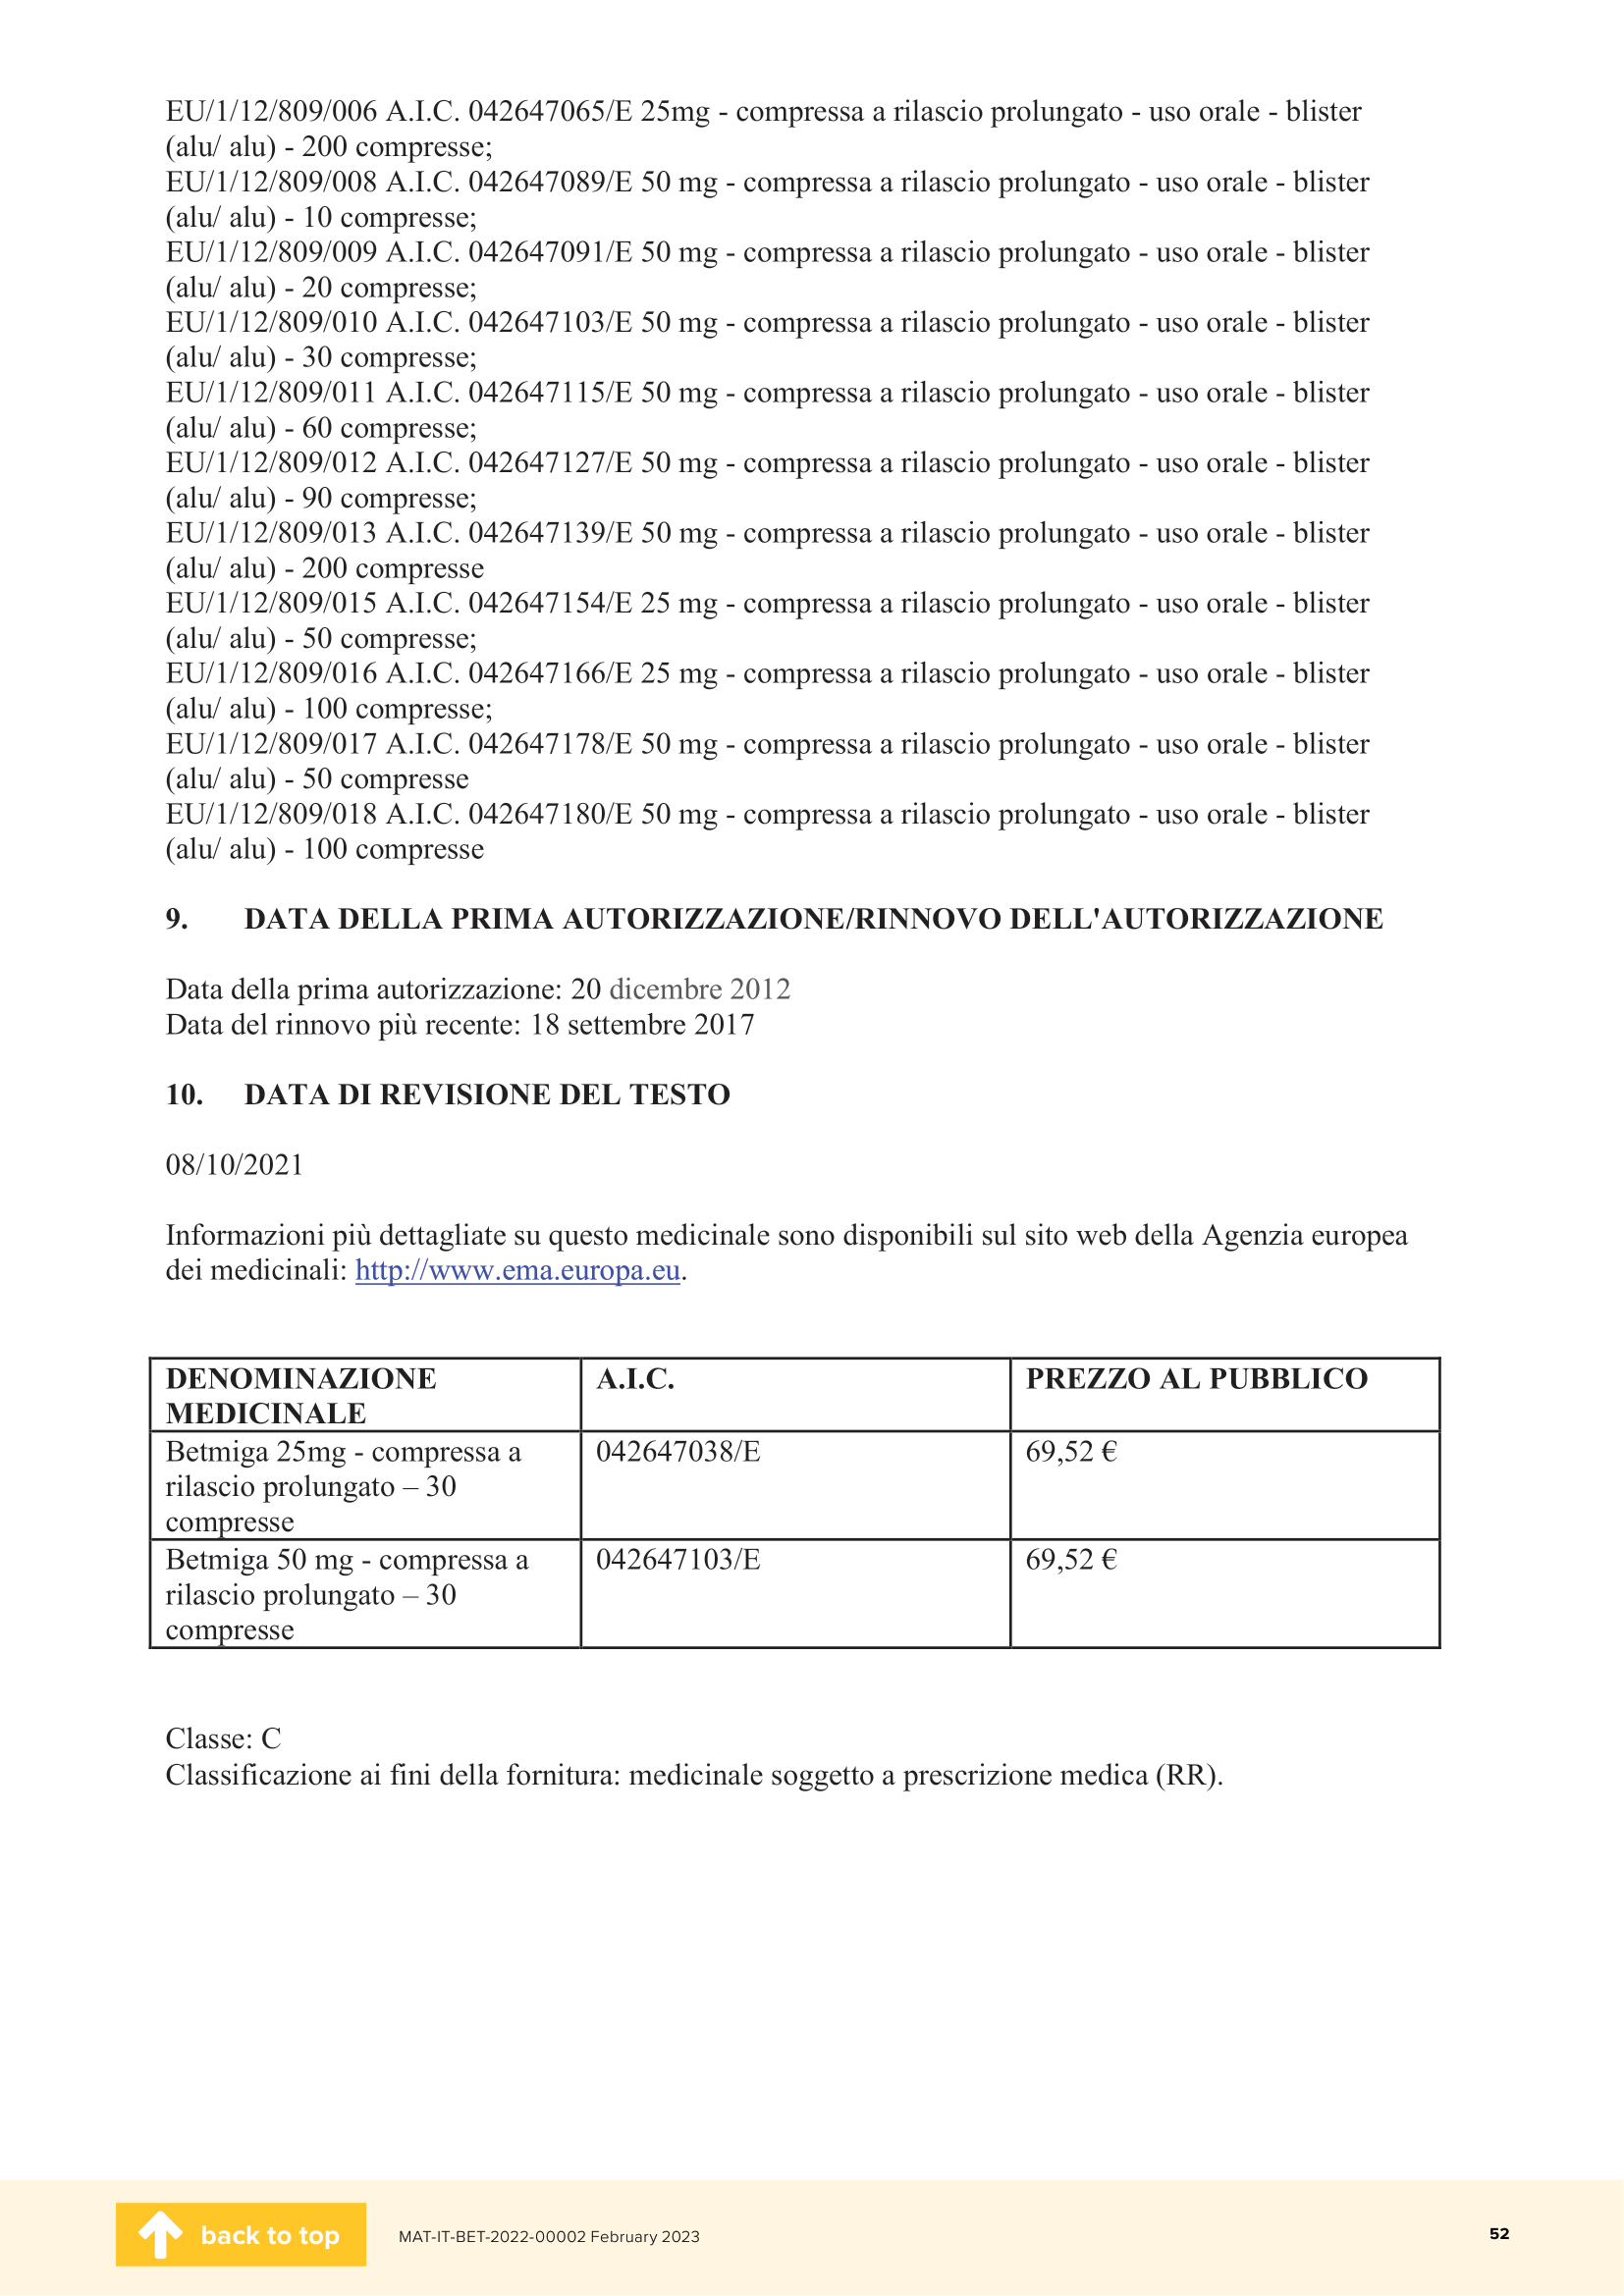 EU/1/12/809/006 A.I.C. 042647065/E 25mg - compressa a rilascio prolungato - uso orale - blister
(alu/ alu) - 200 compresse;
EU/1/12/809/008 A.I.C. 042647089/E 50 mg - compressa a rilascio prolungato - uso orale - blister
(alu/ alu) - 10 compresse;
EU/1/12/809/009 A.I.C. 042647091/E 50 mg - compressa a rilascio prolungato - uso orale - blister
(alu/ alu) - 20 compresse;
EU/1/12/809/010 A.I.C. 042647103/E 50 mg - compressa a rilascio prolungato - uso orale - blister
(alu/ alu) - 30 compresse;
EU/1/12/809/011 A.I.C. 042647115/E 50 mg - compressa a rilascio prolungato - uso orale - blister
(alu/ alu) - 60 compresse;
EU/1/12/809/012 A.I.C. 042647127/E 50 mg - compressa a rilascio prolungato - uso orale - blister
(alu/ alu) - 90 compresse;
EU/1/12/809/013 A.I.C. 042647139/E 50 mg - compressa a rilascio prolungato - uso orale - blister
(alu/ alu) - 200 compresse
EU/1/12/809/015 A.I.C. 042647154/E 25 mg - compressa a rilascio prolungato - uso orale - blister
(alu/ alu) - 50 compresse;
EU/1/12/809/016 A.I.C. 042647166/E 25 mg - compressa a rilascio prolungato - uso orale - blister
(alu/ alu) - 100 compresse;
EU/1/12/809/017 A.I.C. 042647178/E 50 mg - compressa a rilascio prolungato - uso orale - blister
(alu/ alu) - 50 compresse
EU/1/12/809/018 A.I.C. 042647180/E 50 mg - compressa a rilascio prolungato - uso orale - blister
(alu/ alu) - 100 compresse
9. DATA DELLA PRIMA AUTORIZZAZIONE/RINNOVO DELL'AUTORIZZAZIONE
Data della prima autorizzazione: 20 dicembre 2012
Data del rinnovo più recente: 18 settembre 2017
10. DATA DI REVISIONE DEL TESTO
08/10/2021
Informazioni più dettagliate su questo medicinale sono disponibili sul sito web della Agenzia europea
dei medicinali: http://www.ema.europa.eu.
DENOMINAZIONE
MEDICINALE
A.I.C.
PREZZO AL PUBBLICO
Betmiga 25mg - compressa a
rilascio prolungato – 30
compresse
042647038/E
69,52 €
Betmiga 50 mg - compressa a
rilascio prolungato – 30
compresse
042647103/E
69,52 €
Classe: C
Classificazione ai fini della fornitura: medicinale soggetto a prescrizione medica (RR).
back to top
MAT-IT-BET-2022-00002 February 2023
52